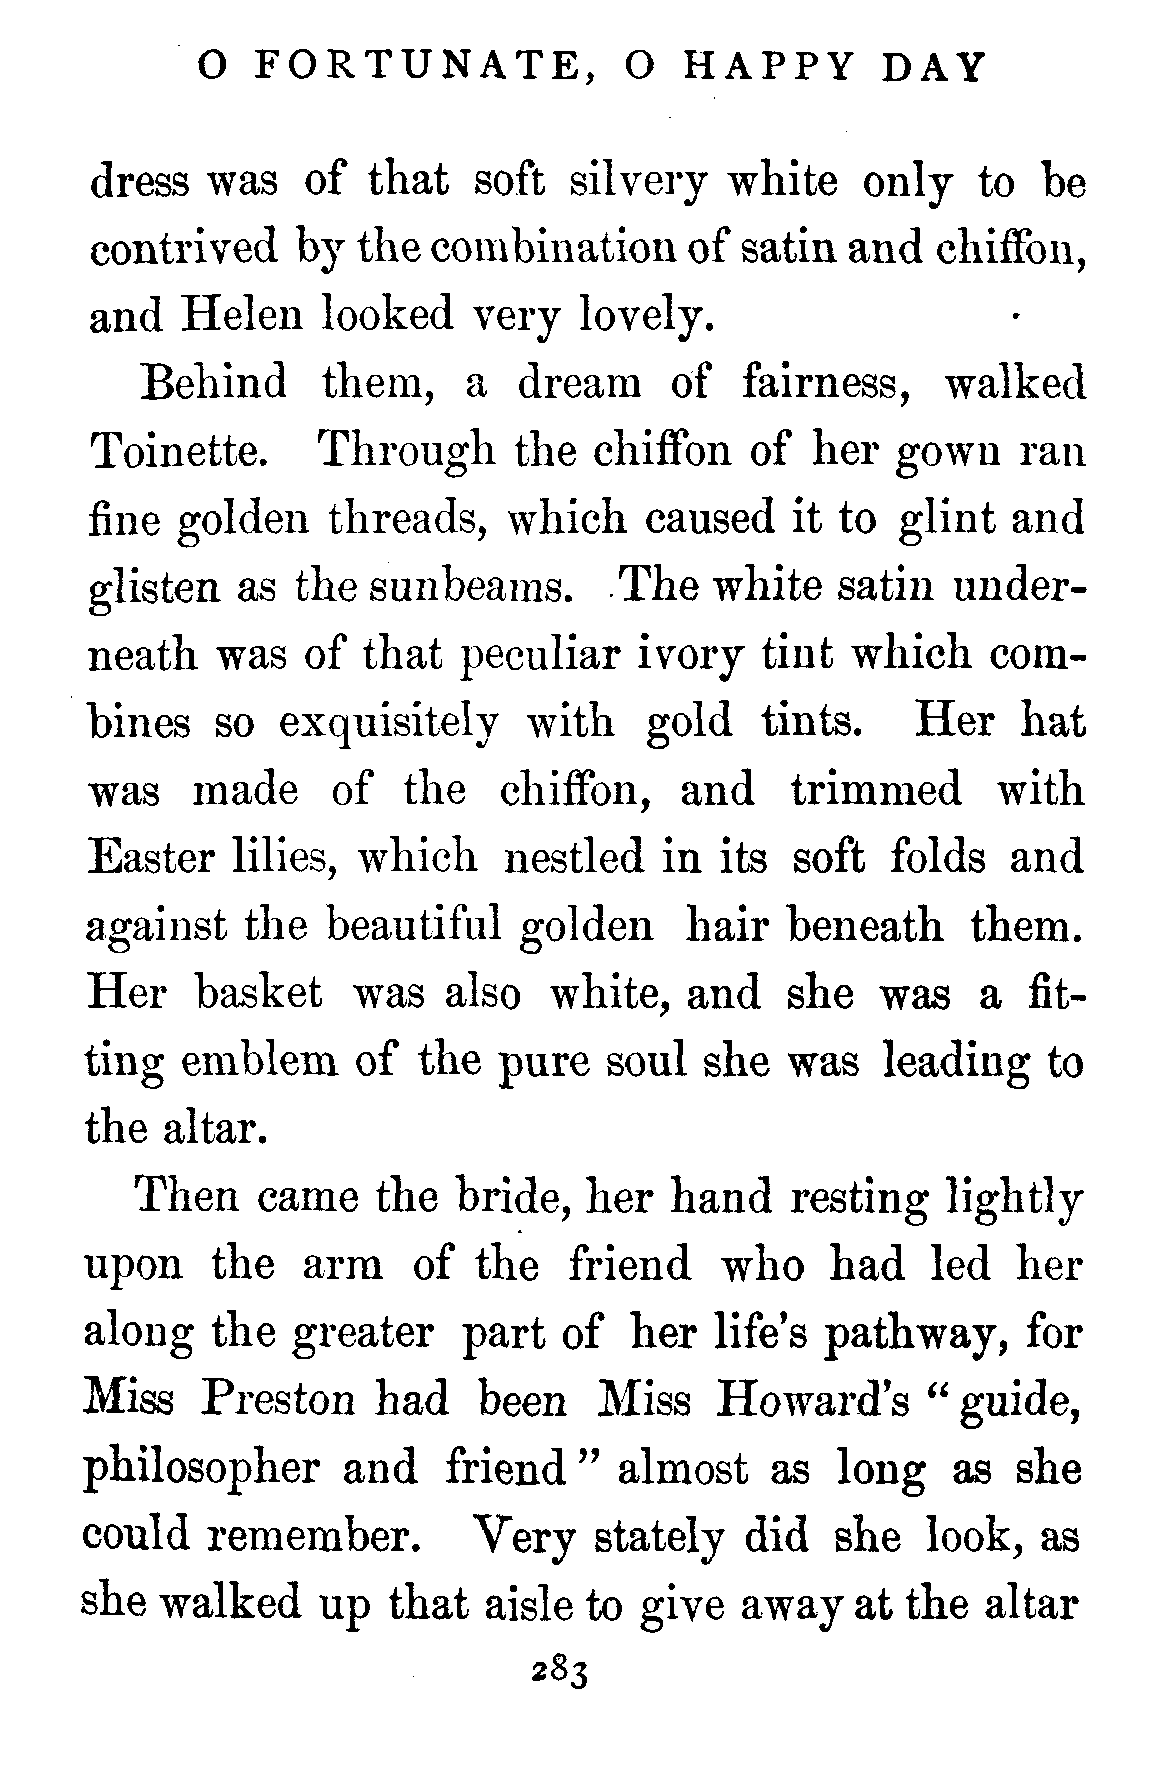 O FORTUNATE, O HAPPY DAY
dress was of that soft silvery white only to be
contrived by the combination of satin and chiffon,
and Helen looked very lovely.
Behind them, a dream of fairness, walked
Toinette. Through the chiffon of her gown ran
fine golden threads, which caused it to glint and
glisten as the sunbeams. The white satin under-
neath was of that peculiar ivory tint which com-
bines so exquisitely with gold tints. Her hat
was made of the chiffon, and trimmed with
Easter lilies, which nestled in its soft folds and
against the beautiful golden hair beneath them.
Her basket was also white, and she was a fit-
ting emblem of the pure soul she was leading to
the altar.
Then came the bride, her hand resting lightly
upon the arm of the friend who had led her
along the greater part of her life's pathway, for
Miss Preston had been Miss Howard's “ guide,
philosopher and friend ” almost as long as she
could remember. Very stately did she look, as
she walked up that aisle to give away at the altar
283